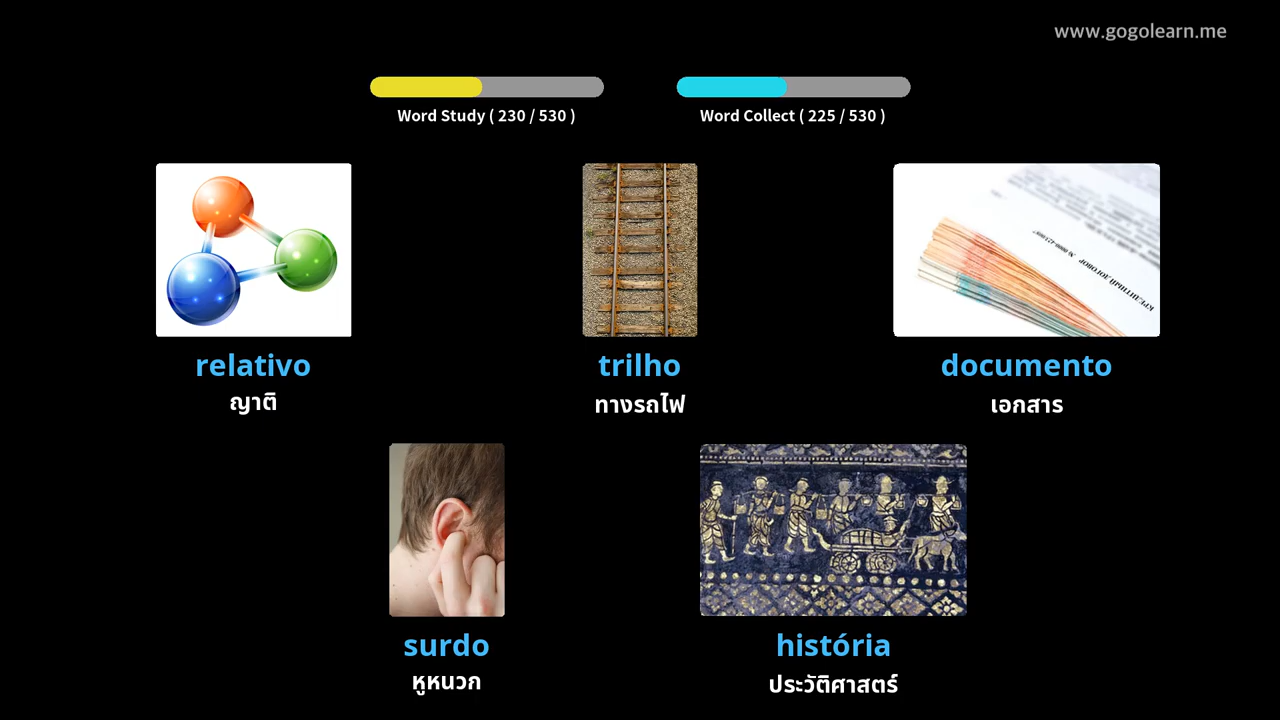 www.gogolearn.me
Word Study ( 230 / 530 )
Word Collect ( 225 / 530 )
КРЕДИТНЫЙ ДОГОВОР
relativo
trilho
documento
ญาติ
ทางรถไฟ
เอกสาร
surdo
história
หูหนวก
ประวัติศาสตร์